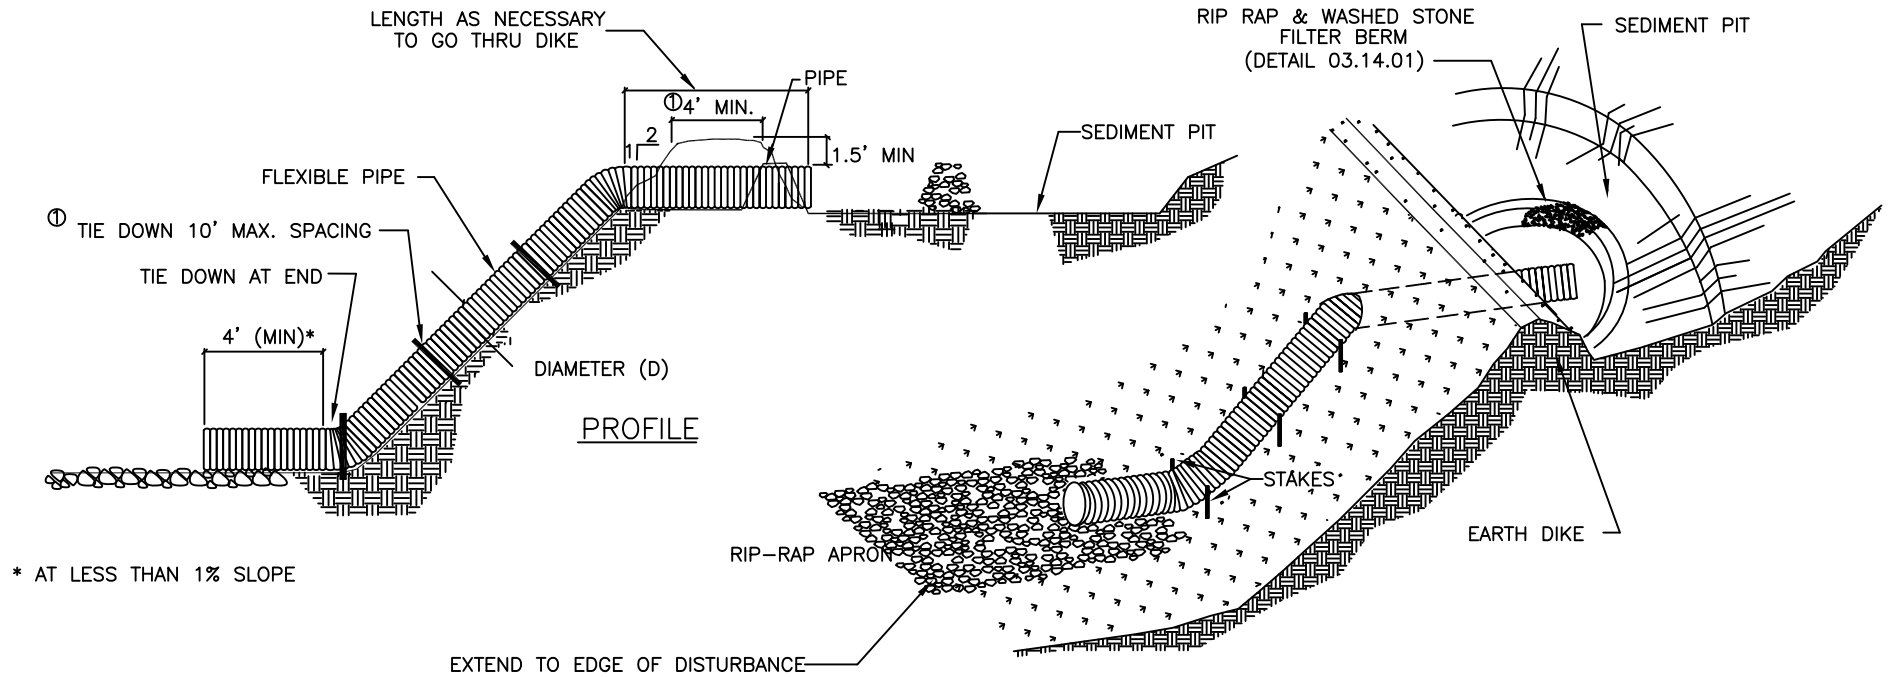 LENGTH AS NECESSARY
TO GO THRU DIKE
PIPE
① 4' MIN.
1 2
1.5' MIN
FLEXIBLE PIPE
① TIE DOWN 10' MAX. SPACING
TIE DOWN AT END
4' (MIN)*
DIAMETER (D)
PROFILE
* AT LESS THAN 1% SLOPE
SEDIMENT PIT
RIP RAP & WASHED STONE
FILTER BERM
(DETAIL 03.14.01)
SEDIMENT PIT
STAKES
EARTH DIKE
RIP-RAP APRON
EXTEND TO EDGE OF DISTURBANCE